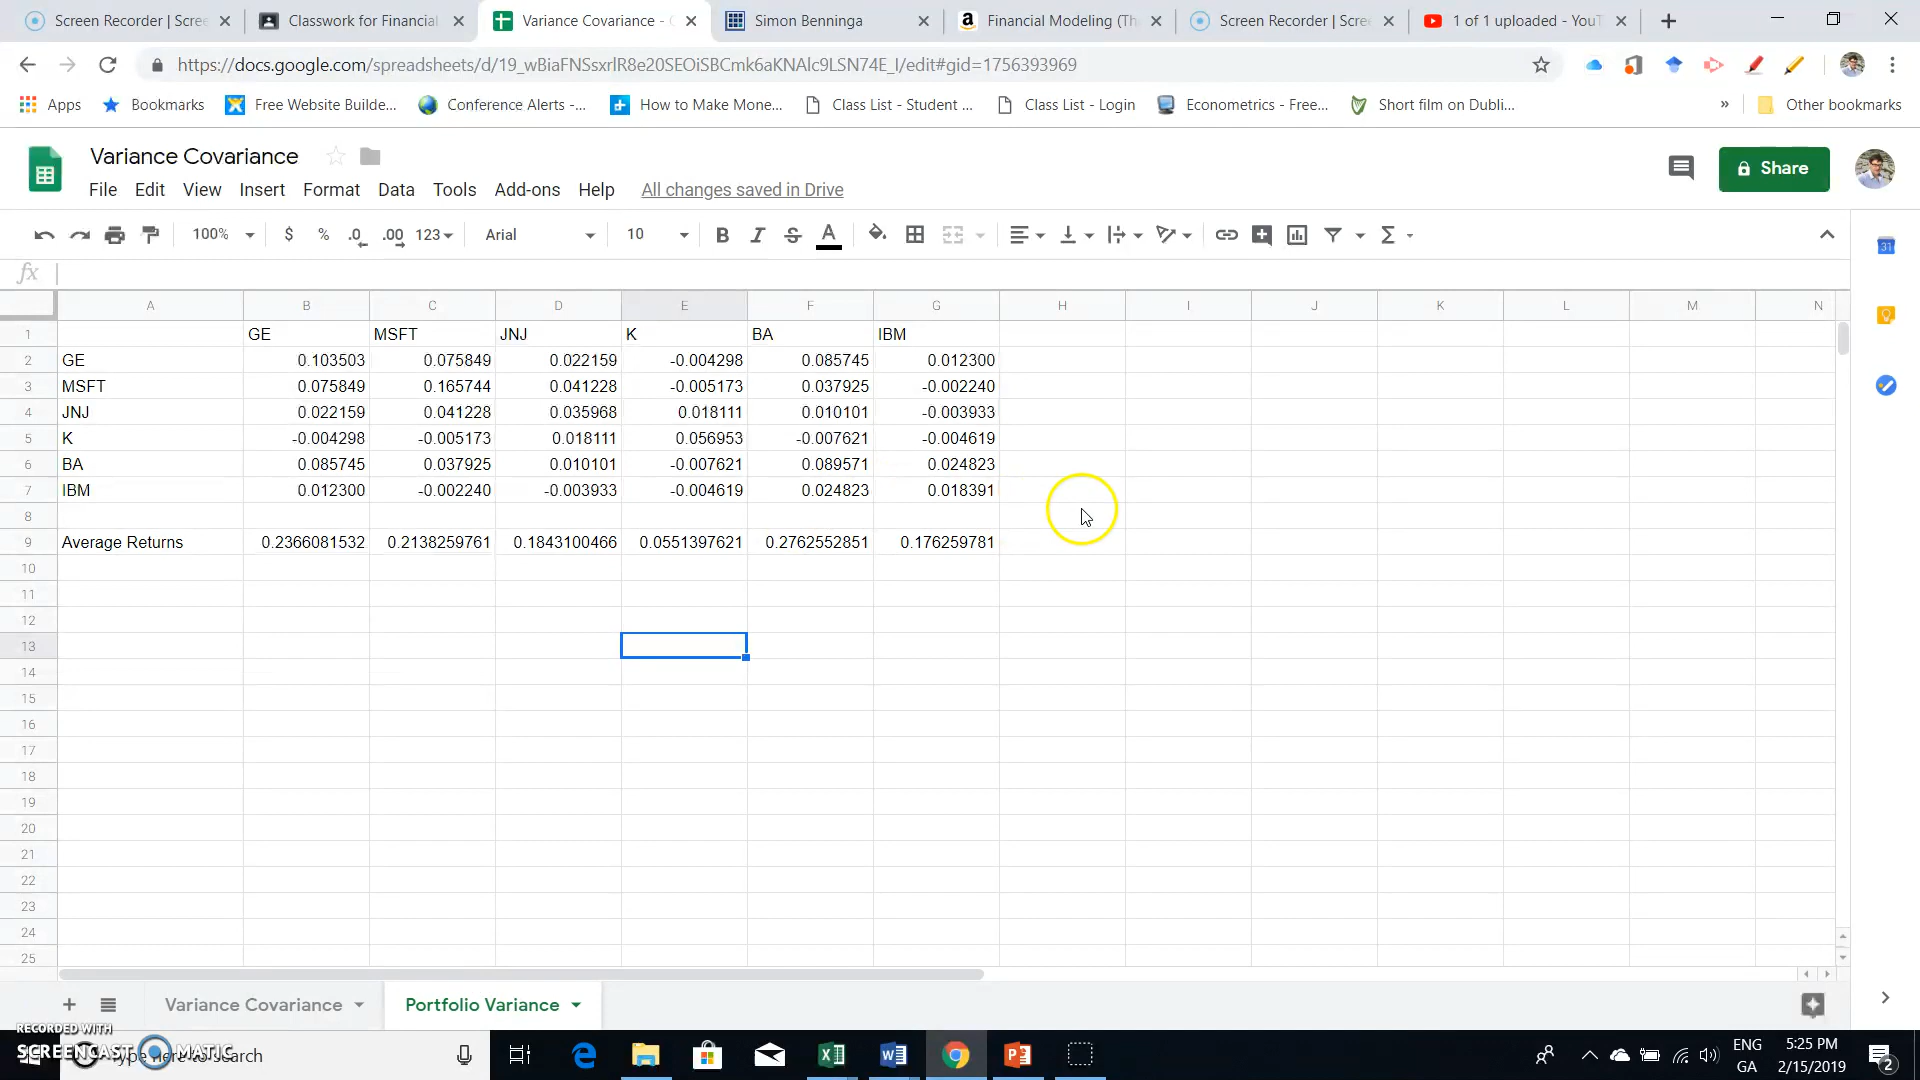 Screen Recorder | Scree
Classwork for Financial
Variance Covariance -
Simon Benninga
Financial Modeling (Th
Screen Recorder | Scree
1 of 1 uploaded - YouT
https://docs.google.com/spreadsheets/d/19_wBiaFNSsxrlR8e20SEOiSBCmk6aKNAlc9LSN74E_I/edit#gid=1756393969
Apps
Bookmarks
Free Website Builde...
Conference Alerts -...
How to Make Mone...
Class List - Student ...
Class List - Login
Econometrics - Free...
Short film on Dubli...
»
Other bookmarks
Variance Covariance
Share
File Edit View Insert Format Data Tools Add-ons Help All changes saved in Drive
100% $ % .0 .00 123 Arial 10 B I S A Σ
31
fx
A B C D E F G H I J K L M N
1 GE MSFT JNJ K BA IBM
2 GE 0.103503 0.075849 0.022159 -0.004298 0.085745 0.012300
3 MSFT 0.075849 0.165744 0.041228 -0.005173 0.037925 -0.002240
4 JNJ 0.022159 0.041228 0.035968 0.018111 0.010101 -0.003933
5 K -0.004298 -0.005173 0.018111 0.056953 -0.007621 -0.004619
6 BA 0.085745 0.037925 0.010101 -0.007621 0.089571 0.024823
7 IBM 0.012300 -0.002240 -0.003933 -0.004619 0.024823 0.018391
8
9 Average Returns 0.2366081532 0.2138259761 0.1843100466 0.0551397621 0.2762552851 0.176259781
10
11
12
13
14
15
16
17
18
19
20
21
22
23
24
25
Variance Covariance
Portfolio Variance
RECORDED WITH
SCREENCAST MATIC
Type here to search
ENG
GA
5:25 PM
2/15/2019
2